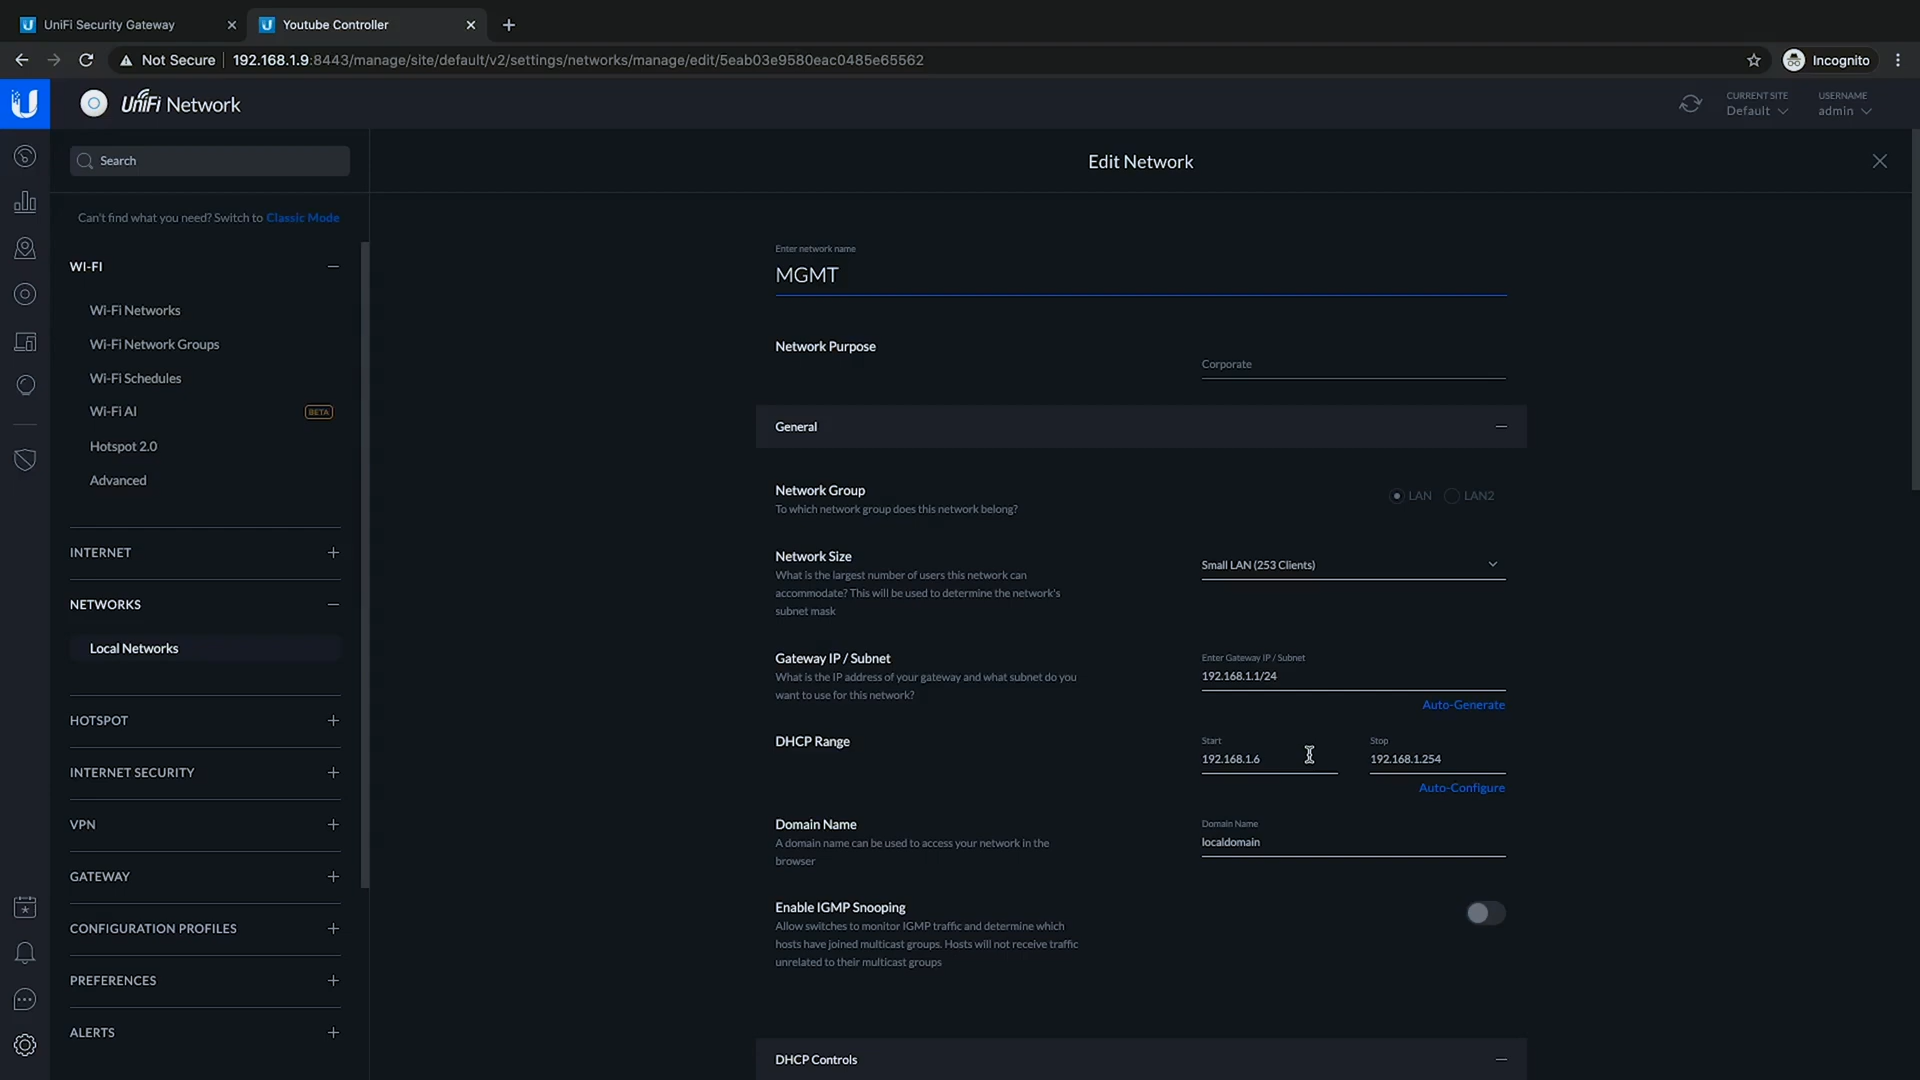 UniFi Security Gateway
Youtube Controller
Not Secure
192.168.1.9:8443/manage/site/default/v2/settings/networks/manage/edit/5eab03e9580eac0485e65562
Incognito
UniFi Network
CURRENT SITE
Default
USERNAME
admin
Search
Can't find what you need? Switch to Classic Mode
WI-FI
Wi-Fi Networks
Wi-Fi Network Groups
Wi-Fi Schedules
Wi-Fi AI
BETA
Hotspot 2.0
Advanced
INTERNET
NETWORKS
Local Networks
HOTSPOT
INTERNET SECURITY
VPN
GATEWAY
CONFIGURATION PROFILES
PREFERENCES
ALERTS
Edit Network
Enter network name
MGMT
Network Purpose
Corporate
General
Network Group
To which network group does this network belong?
LAN
LAN2
Network Size
What is the largest number of users this network can
accommodate? This will be used to determine the network's
subnet mask
Small LAN (253 Clients)
Gateway IP / Subnet
What is the IP address of your gateway and what subnet do you
want to use for this network?
Enter Gateway IP / Subnet
192.168.1.1/24
Auto-Generate
DHCP Range
Start
192.168.1.6
Stop
192.168.1.254
Auto-Configure
Domain Name
A domain name can be used to access your network in the
browser
Domain Name
localdomain
Enable IGMP Snooping
Allow switches to monitor IGMP traffic and determine which
hosts have joined multicast groups. Hosts will not receive traffic
unrelated to their multicast groups
DHCP Controls